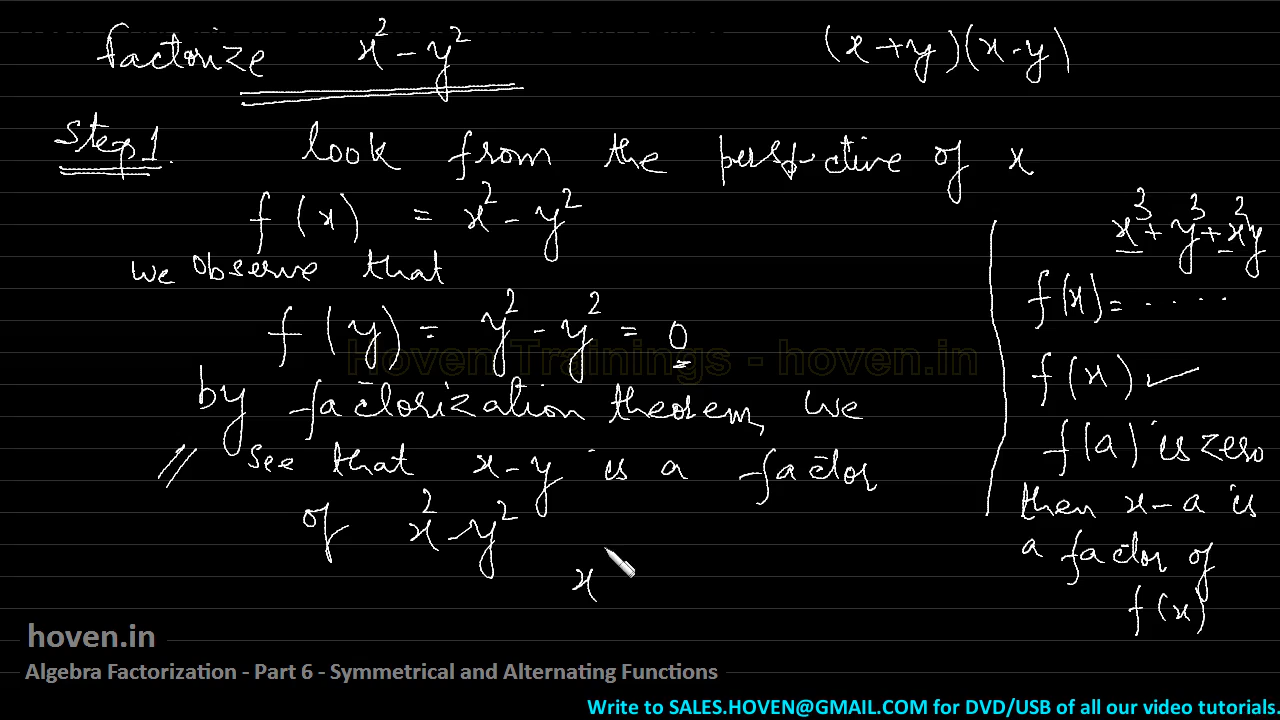 factorize x² - y² (x+y)(x-y)
Step 1. look from the perspective of x
f(x) = x² - y²
we observe that
f(y) = y² - y² = 0
by factorization theorem, we
// see that x-y is a factor
of x² - y²
x
x³ + y³ + x²y
f(x) = ......
f(x) ✓
f(a) is zero
then x-a is
a factor of
f(x)
Hoven Trainings - hoven.in
hoven.in
Algebra Factorization - Part 6 - Symmetrical and Alternating Functions
Write to SALES.HOVEN@GMAIL.COM for DVD/USB of all our video tutorials.